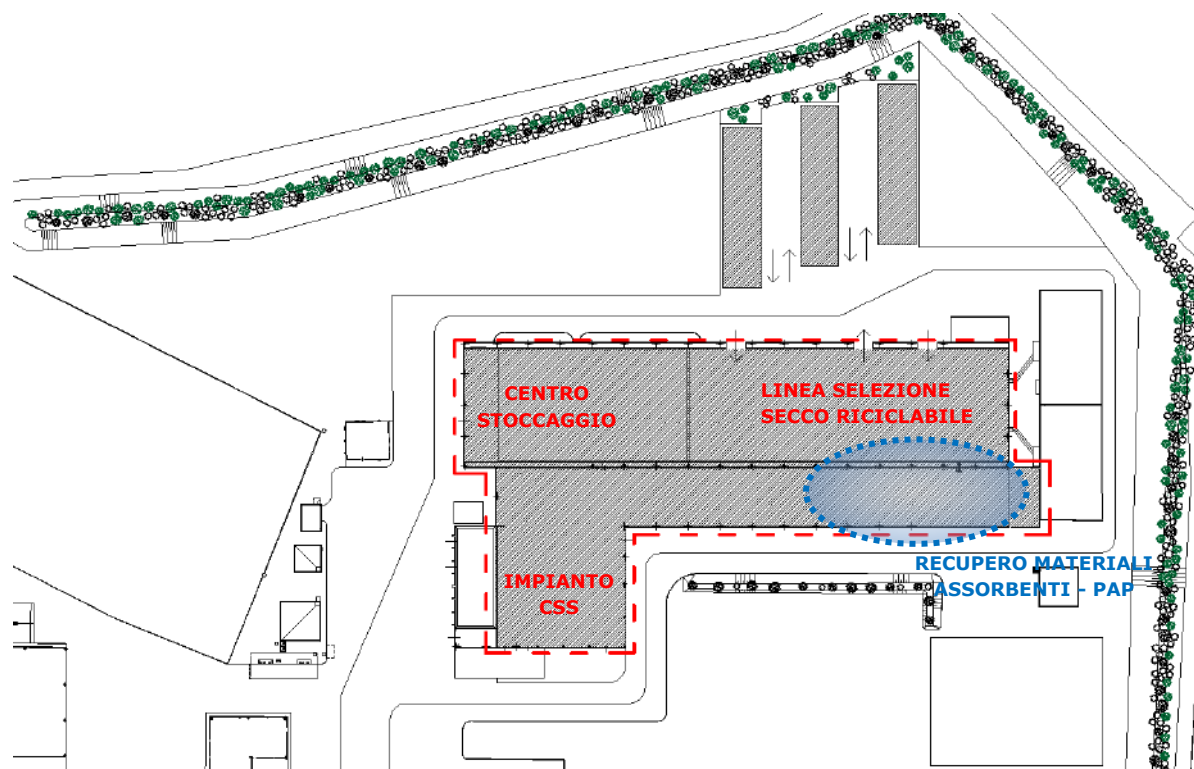 CENTRO
STOCCAGGIO
LINEA SELEZIONE
SECCO RICICLABILE
RECUPERO MATERIALI
ASSORBENTI - PAP
IMPIANTO
CSS